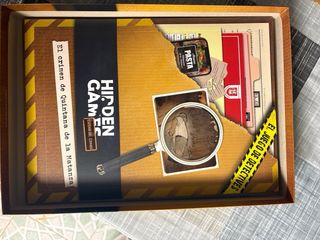 HIDDEN
GAMES
El crimen de Quintana de la Matanza
PASTA
EL JUEGO DE DETECTIVES